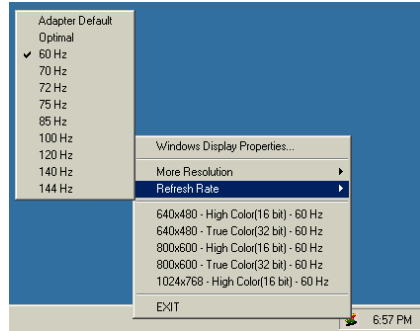 Adapter Default
Optimal
60 Hz
70 Hz
72 Hz
75 Hz
85 Hz
100 Hz
120 Hz
140 Hz
144 Hz
Windows Display Properties...
More Resolution
Refresh Rate
640x480 - High Color(16 bit) - 60 Hz
640x480 - True Color(32 bit) - 60 Hz
800x600 - High Color(16 bit) - 60 Hz
800x600 - True Color(32 bit) - 60 Hz
1024x768 - High Color(16 bit) - 60 Hz
EXIT
6:57 PM